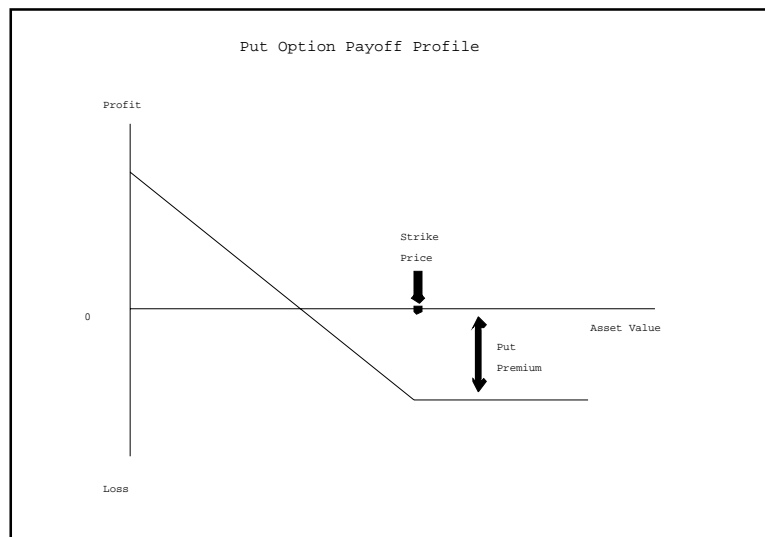 Put Option Payoff Profile
Profit
Strike
Price
0
Asset Value
Put
Premium
Loss